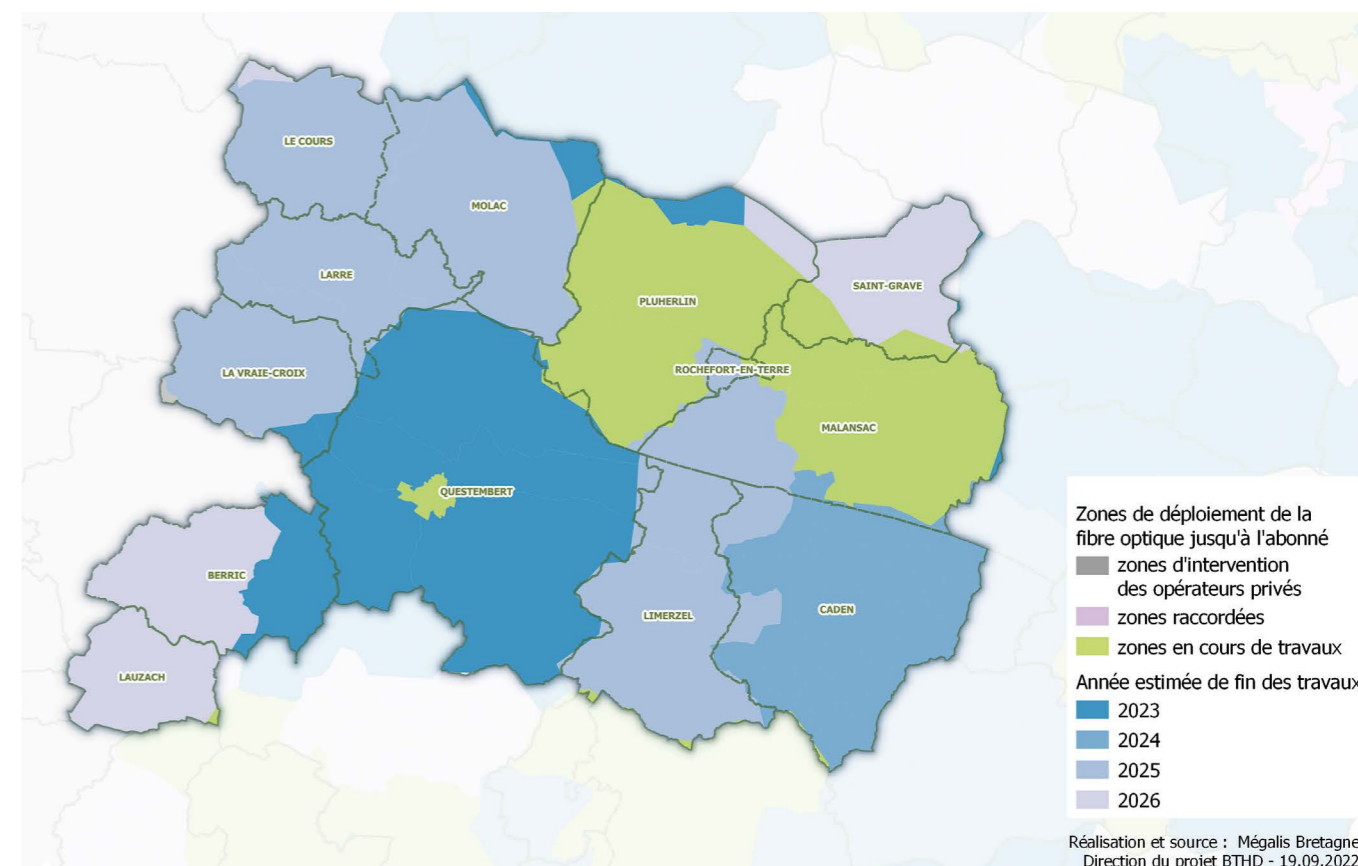 LE COURS
MOLAC
LARRE
SAINT-GRAVE
PLUHERLIN
LA VRAIE-CROIX
ROCHEFORT-EN-TERRE
MALANSAC
QUESTEMBERT
BERRIC
LIMERZEL
CADEN
LAUZACH
Zones de déploiement de la
fibre optique jusqu'à l'abonné
zones d'intervention
des opérateurs privés
zones raccordées
zones en cours de travaux
Année estimée de fin des travaux
2023
2024
2025
2026
Réalisation et source : Mégalis Bretagne
Direction du projet BTHD - 19.09.2022